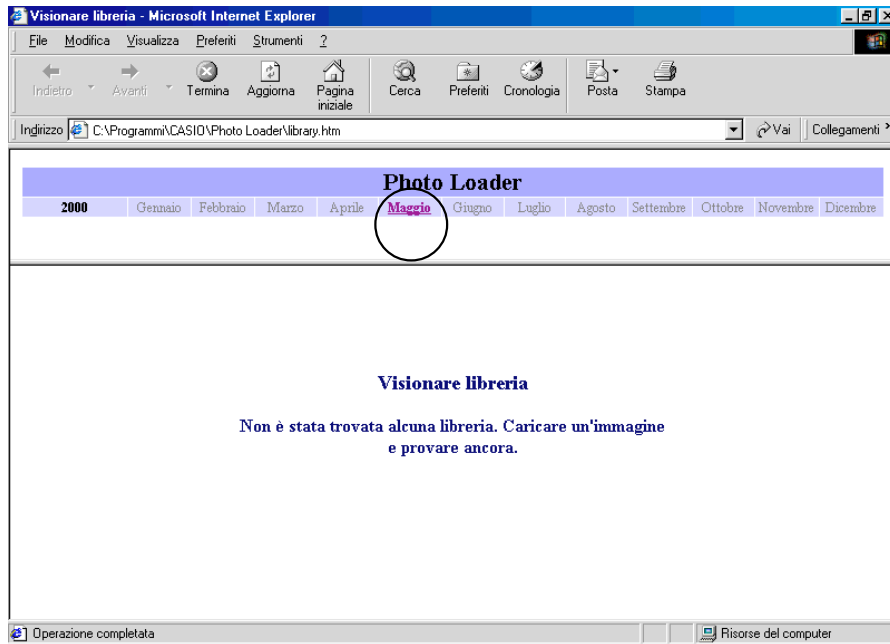 Visionare libreria - Microsoft Internet Explorer
File Modifica Visualizza Preferiti Strumenti ?
Indietro Avanti Termina Aggiorna Pagina iniziale Cerca Preferiti Cronologia Posta Stampa
Indirizzo C:\Programmi\CASIO\Photo Loader\library.htm Vai Collegamenti »
Photo Loader
2000 Gennaio Febbraio Marzo Aprile Maggio Giugno Luglio Agosto Settembre Ottobre Novembre Dicembre
Visionare libreria
Non è stata trovata alcuna libreria. Caricare un'immagine
e provare ancora.
Operazione completata Risorse del computer